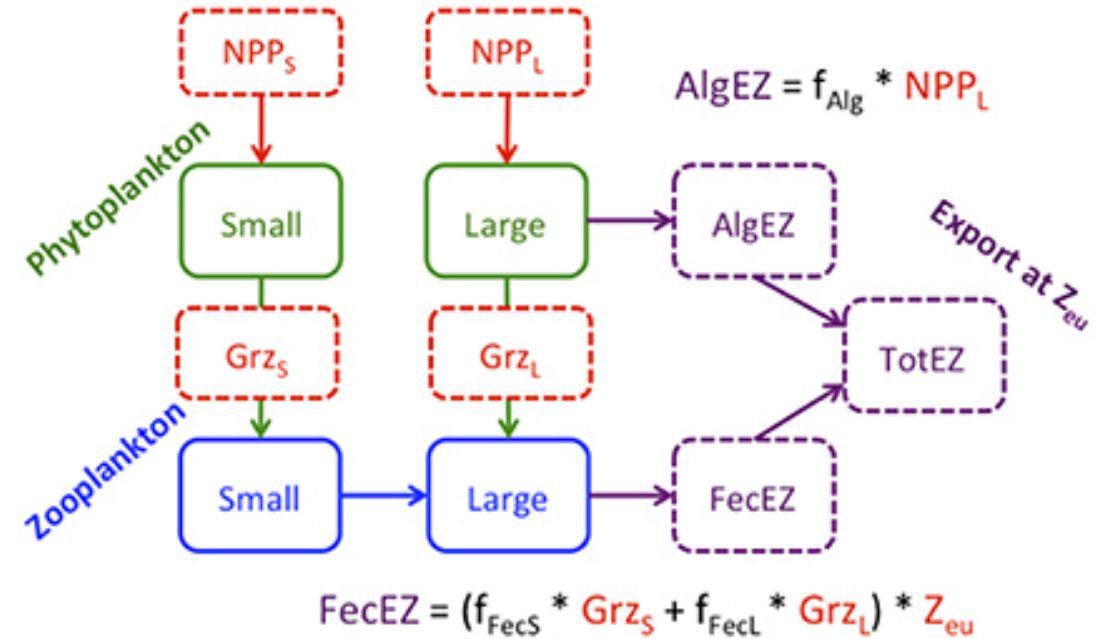 NPPS
NPPL
AlgEZ = fAlg * NPPL
Phytoplankton
Small
Large
AlgEZ
Export at Zeu
GrzS
GrzL
TotEZ
Zooplankton
Small
Large
FecEZ
FecEZ = (fFecS * GrzS + fFecL * GrzL) * Zeu